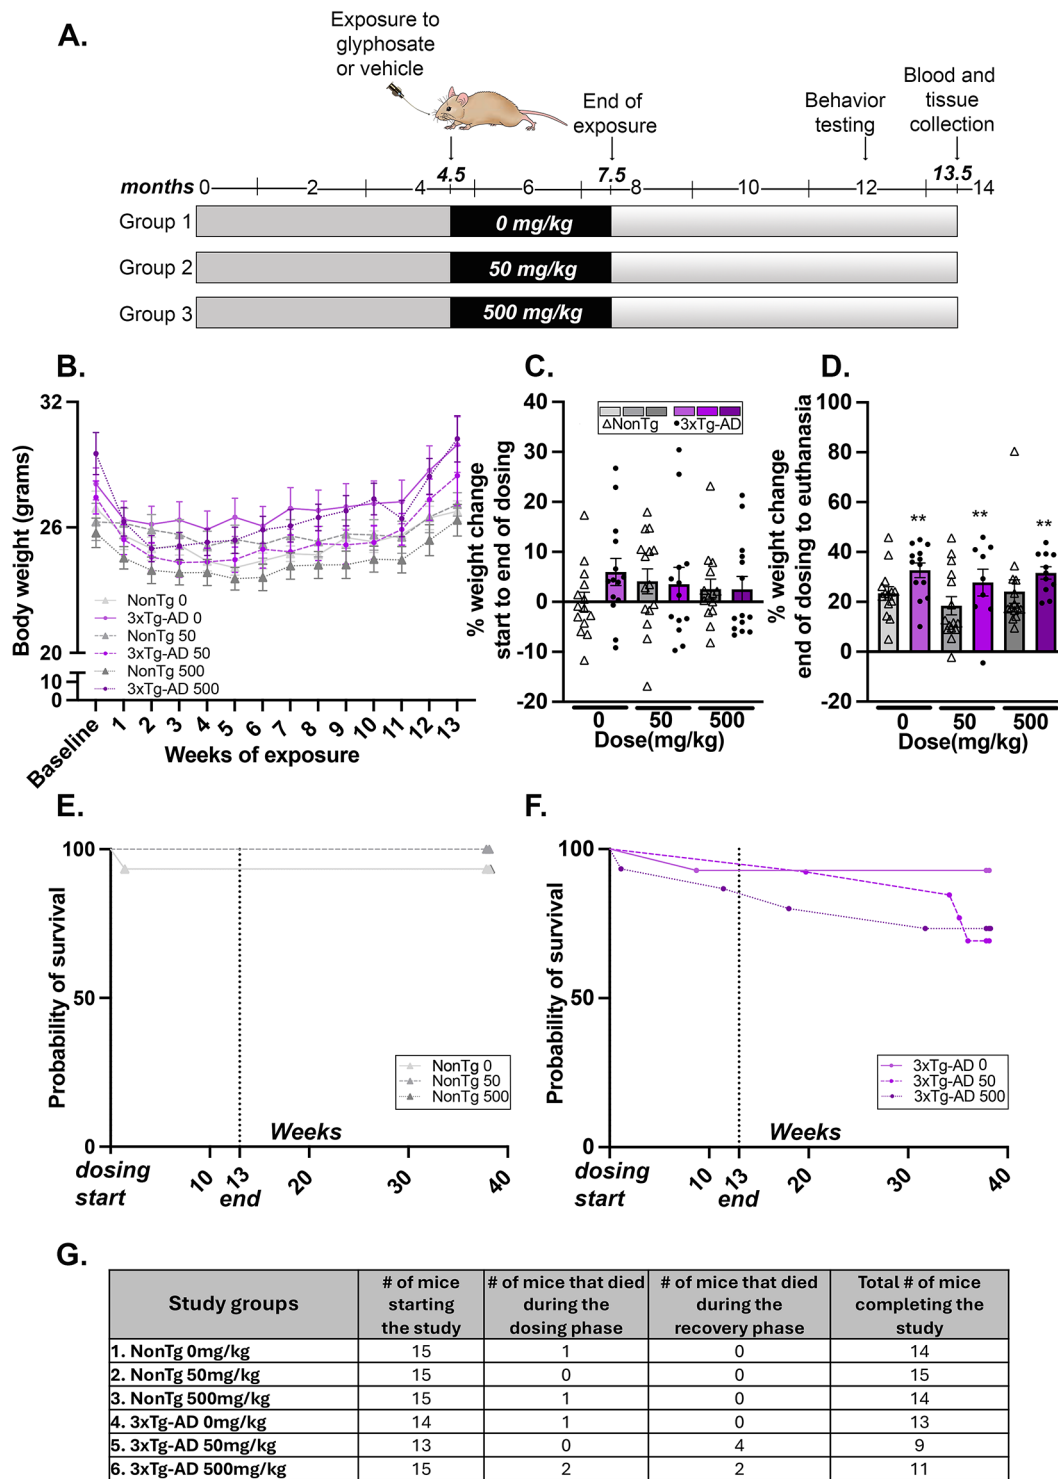 A.
Exposure to
glyphosate
or vehicle
End of
exposure
Behavior
testing
Blood and
tissue
collection
4.5 7.5 13.5
months 0 2 4 6 8 10 12 14
Group 1 0 mg/kg
Group 2 50 mg/kg
Group 3 500 mg/kg
B.
Body weight (grams)
32
26
20
10
0
NonTg 0
3xTg-AD 0
NonTg 50
3xTg-AD 50
NonTg 500
3xTg-AD 500
Baseline 1 2 3 4 5 6 7 8 9 10 11 12 13
Weeks of exposure
C.
% weight change
start to end of dosing
40
30
20
10
0
-10
-20
NonTg 3xTg-AD
0 50 500
Dose(mg/kg)
D.
% weight change
end of dosing to euthanasia
100
80
60
40
20
0
-20
** ** **
0 50 500
Dose(mg/kg)
E.
Probability of survival
100
50
0
NonTg 0
NonTg 50
NonTg 500
Weeks
dosing
start
10 13 20 30 40
end
F.
Probability of survival
100
50
0
3xTg-AD 0
3xTg-AD 50
3xTg-AD 500
Weeks
dosing
start
10 13 20 30 40
end
G.
Study groups
# of mice
starting
the study
# of mice that died
during the
dosing phase
# of mice that died
during the
recovery phase
Total # of mice
completing the
study
1. NonTg 0mg/kg 15 1 0 14
2. NonTg 50mg/kg 15 0 0 15
3. NonTg 500mg/kg 15 1 0 14
4. 3xTg-AD 0mg/kg 14 1 0 13
5. 3xTg-AD 50mg/kg 13 0 4 9
6. 3xTg-AD 500mg/kg 15 2 2 11